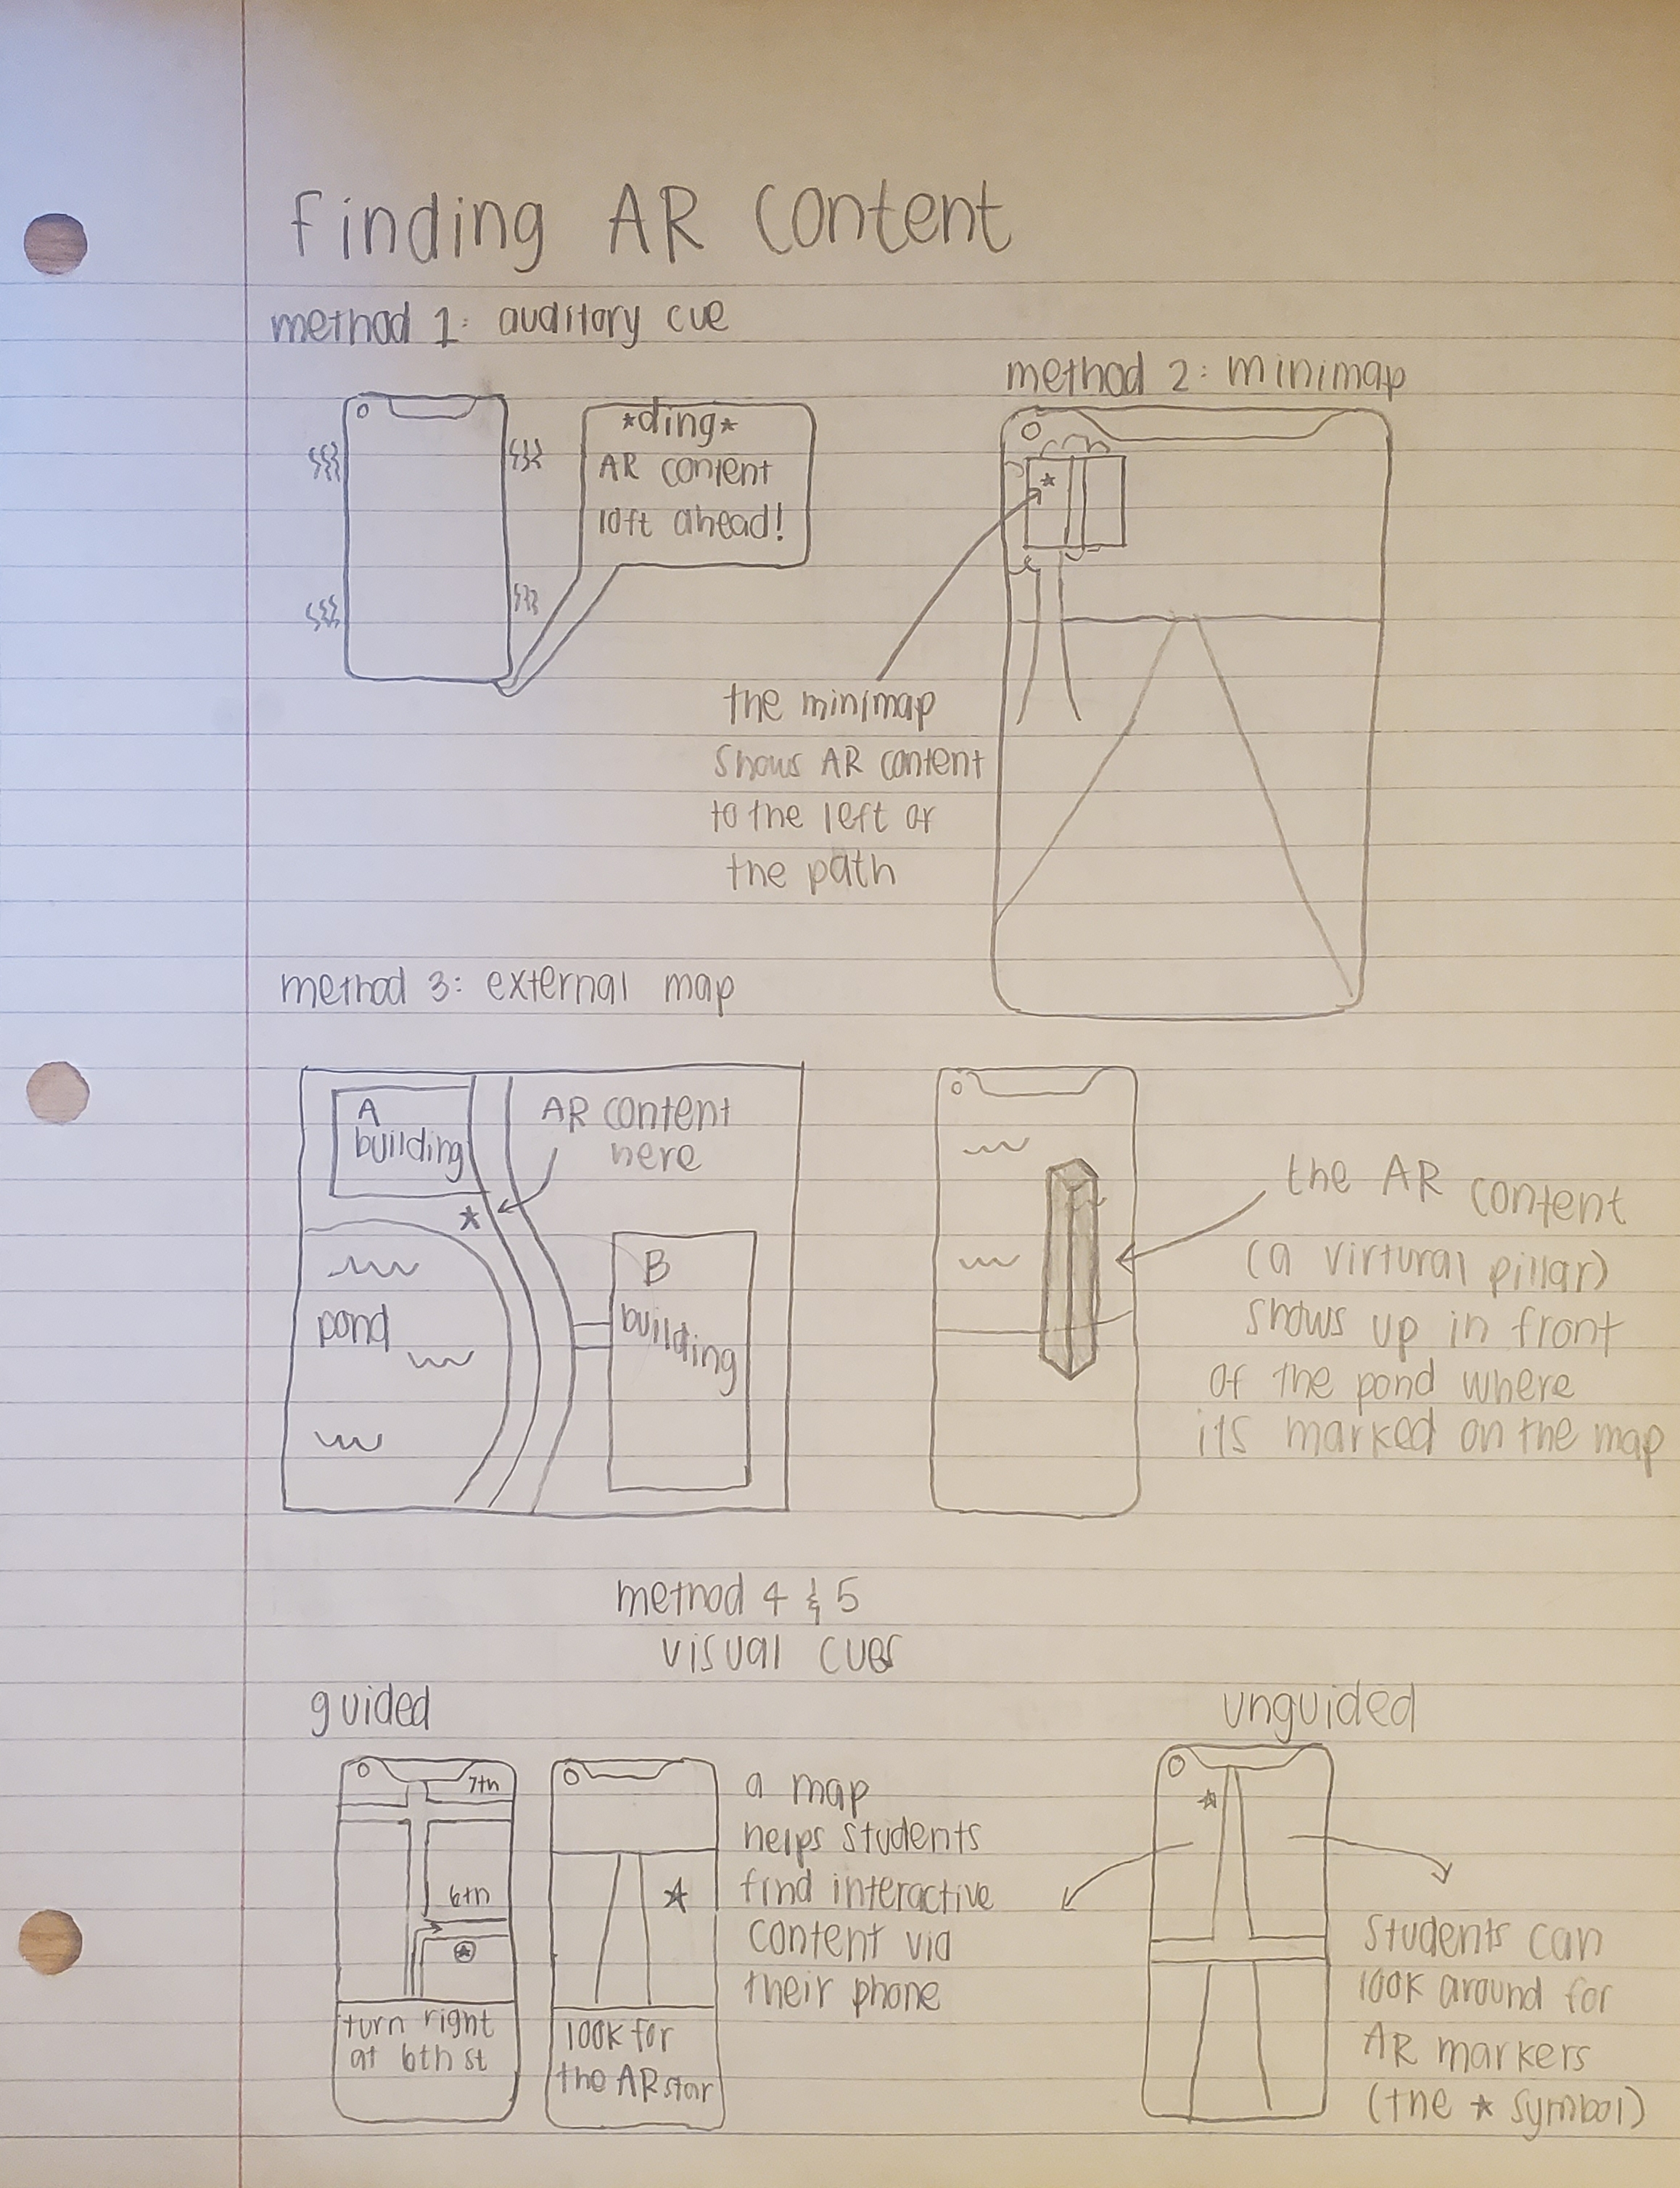 Finding AR Content
method 1: auditory cue
*ding*
AR content
10ft ahead!
method 2: minimap
the minimap
shows AR content
to the left of
the path
method 3: external map
A
building
AR content
here
pond
B
building
the AR content
(a virtural pillar)
shows up in front
of the pond where
its marked on the map
method 4 & 5
visual cues
guided
7th
6th
turn right
at 6th st
look for
the AR star
a map
helps students
find interactive
content via
their phone
unguided
students can
look around for
AR markers
(the ★ symbol)